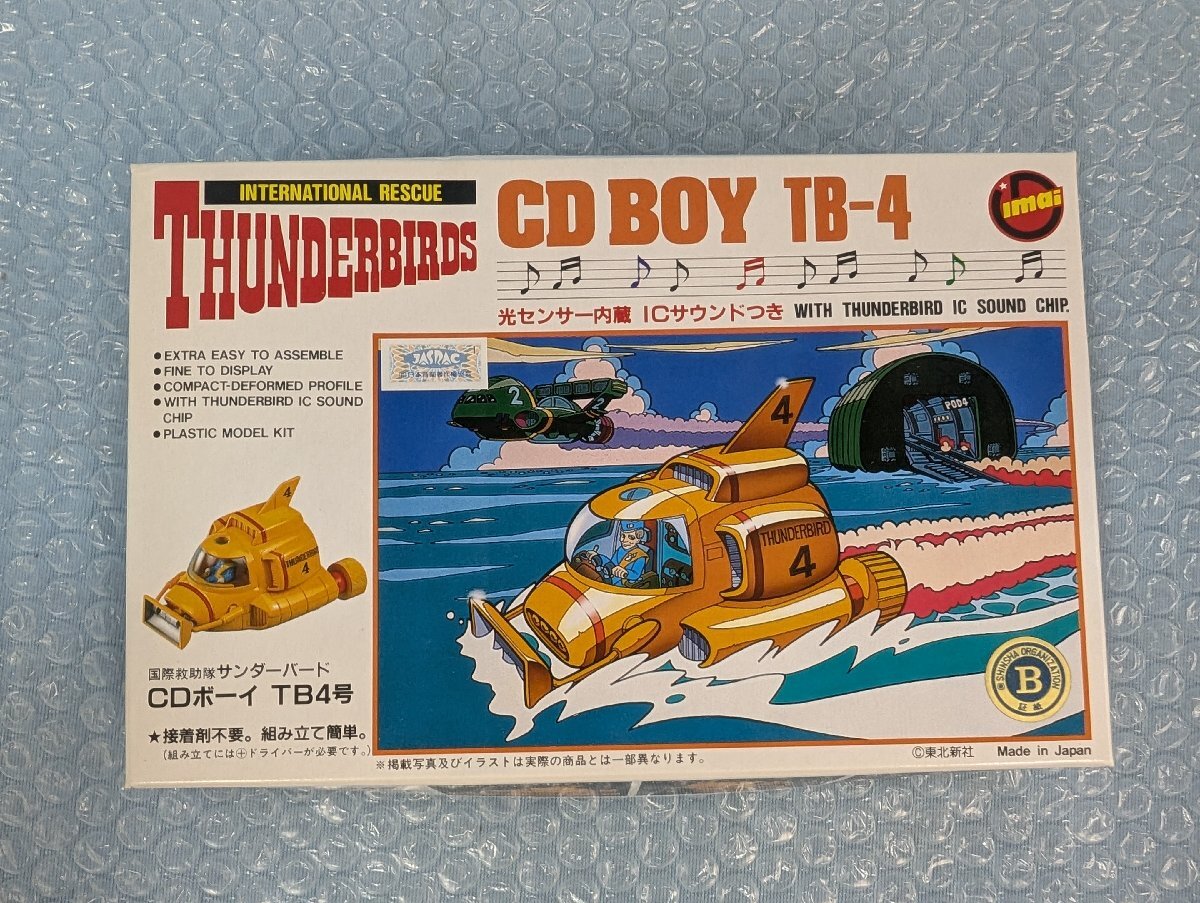 INTERNATIONAL RESCUE
THUNDERBIRDS
CD BOY TB-4
imai
光センサー内蔵 ICサウンドつき WITH THUNDERBIRD IC SOUND CHIP.
• EXTRA EASY TO ASSEMBLE
• FINE TO DISPLAY
• COMPACT-DEFORMED PROFILE
• WITH THUNDERBIRD IC SOUND
CHIP
• PLASTIC MODEL KIT
JASRAC
2
2
POD4
4
THUNDERBIRD
4
4
THUNDERBIRD
4
国際救助隊サンダーバード
CDボーイ TB4号
★接着剤不要。組み立て簡単。
(組み立てには⊕ドライバーが必要です。)
※掲載写真及びイラストは実際の商品とは一部異なります。
SHINSHA ORGANIZATION
B
証紙
©東北新社 Made in Japan